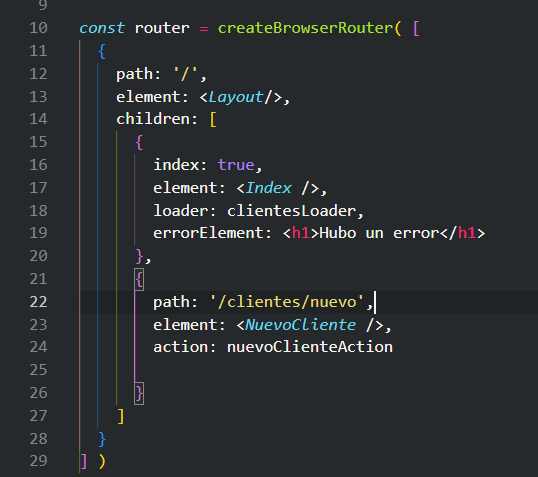 9
10 const router = createBrowserRouter( [
11 {
12 path: '/',
13 element: <Layout/>,
14 children: [
15 {
16 index: true,
17 element: <Index />,
18 loader: clientesLoader,
19 errorElement: <h1>Hubo un error</h1>
20 },
21 {
22 path: '/clientes/nuevo',
23 element: <NuevoCliente />,
24 action: nuevoClienteAction
25
26 }
27 ]
28 }
29 ] )